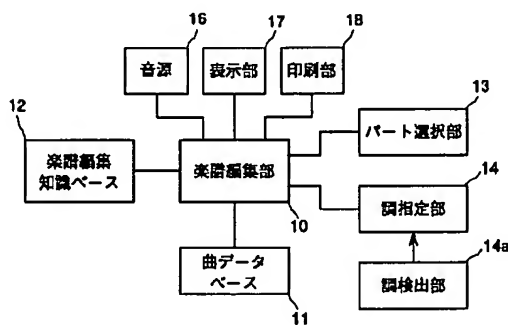 16
17
18
音源
表示部
印刷部
12
13
楽譜編集
知識ベース
楽譜編集部
パート選択部
10
14
調指定部
曲データ
ベース
11
14a
調検出部